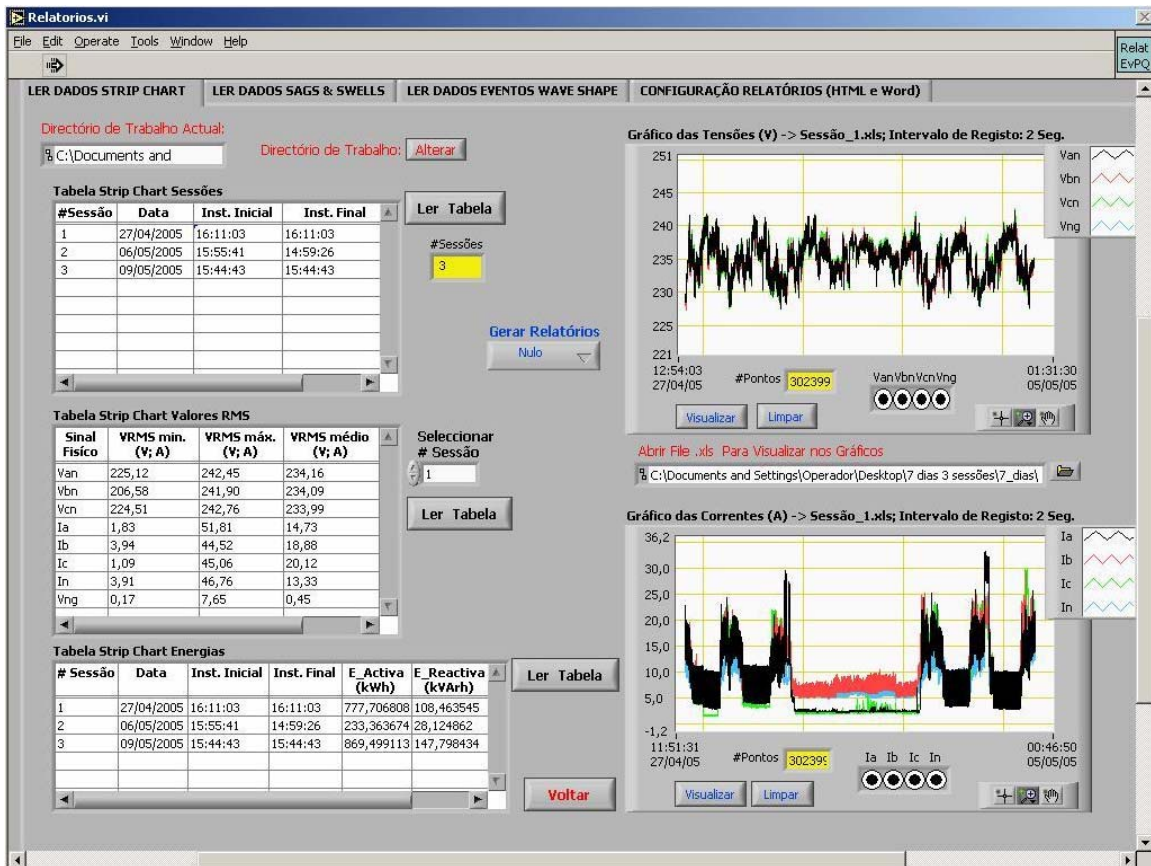 Relatorios.vi
File Edit Operate Tools Window Help
Relat
EvPQ
LER DADOS STRIP CHART LER DADOS SAGS & SWELLS LER DADOS EVENTOS WAVE SHAPE CONFIGURAÇÃO RELATÓRIOS (HTML e Word)
Directório de Trabalho Actual:
C:\Documents and
Directório de Trabalho: Alterar
Tabela Strip Chart Sessões
#Sessão Data Inst. Inicial Inst. Final
1 27/04/2005 16:11:03 16:11:03
2 06/05/2005 15:55:41 14:59:26
3 09/05/2005 15:44:43 15:44:43
Ler Tabela
#Sessões
3
Gerar Relatórios
Nulo
Tabela Strip Chart Valores RMS
Sinal Fisíco VRMS min. (V; A) VRMS máx. (V; A) VRMS médio (V; A)
Van 225,12 242,45 234,16
Vbn 206,58 241,90 234,09
Vcn 224,51 242,76 233,99
Ia 1,83 51,81 14,73
Ib 3,94 44,52 18,88
Ic 1,09 45,06 20,12
In 3,91 46,76 13,33
Vng 0,17 7,65 0,45
Seleccionar
# Sessão
1
Ler Tabela
Tabela Strip Chart Energias
# Sessão Data Inst. Inicial Inst. Final E_Activa (kWh) E_Reactiva (kVArh)
1 27/04/2005 16:11:03 16:11:03 777,706808 108,463545
2 06/05/2005 15:55:41 14:59:26 233,363674 28,124862
3 09/05/2005 15:44:43 15:44:43 869,499113 147,798434
Ler Tabela
Voltar
Gráfico das Tensões (V) -> Sessão_1.xls; Intervalo de Registo: 2 Seg.
251
245
240
235
230
225
221
Van
Vbn
Vcn
Vng
12:54:03
27/04/05
01:31:30
05/05/05
#Pontos 302399
Van Vbn Vcn Vng
Visualizar Limpar
Abrir File .xls Para Visualizar nos Gráficos
C:\Documents and Settings\Operador\Desktop\7 dias 3 sessões\7_dias\
Gráfico das Correntes (A) -> Sessão_1.xls; Intervalo de Registo: 2 Seg.
36,2
30,0
25,0
20,0
15,0
10,0
5,0
-1,2
Ia
Ib
Ic
In
11:51:31
27/04/05
00:46:50
05/05/05
#Pontos 302399
Ia Ib Ic In
Visualizar Limpar